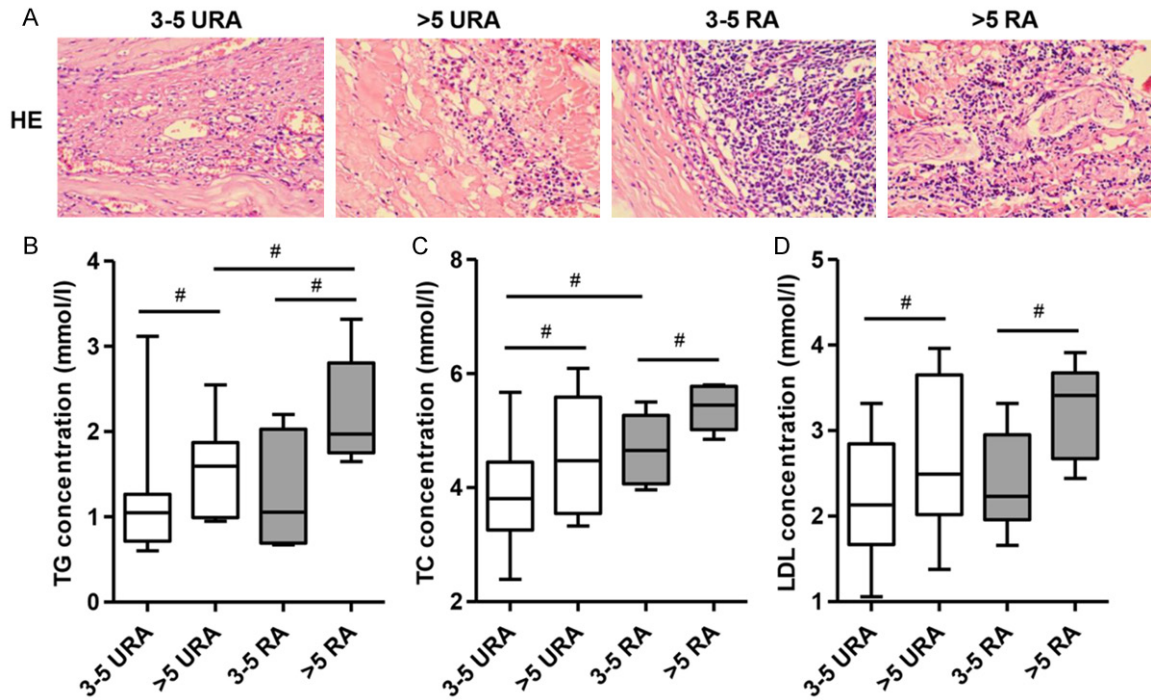 A
3-5 URA >5 URA 3-5 RA >5 RA
HE
B
TG concentration (mmol/l)
4
3
2
1
0
#
#
#
3-5 URA
>5 URA
3-5 RA
>5 RA
C
TC concentration (mmol/l)
8
6
4
2
#
#
#
3-5 URA
>5 URA
3-5 RA
>5 RA
D
LDL concentration (mmol/l)
5
4
3
2
1
#
#
3-5 URA
>5 URA
3-5 RA
>5 RA